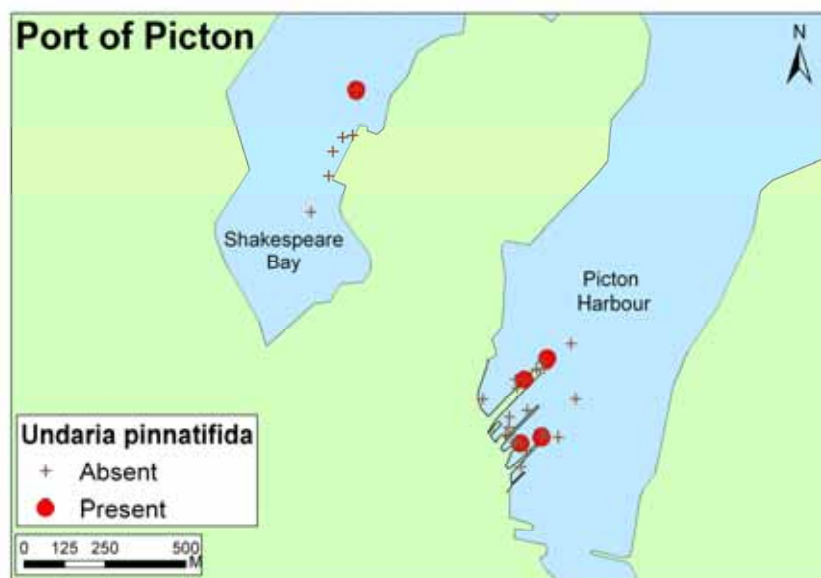 Port of Picton
N
Shakespeare
Bay
Picton
Harbour
Undaria pinnatifida
Absent
Present
0 125 250 500
M